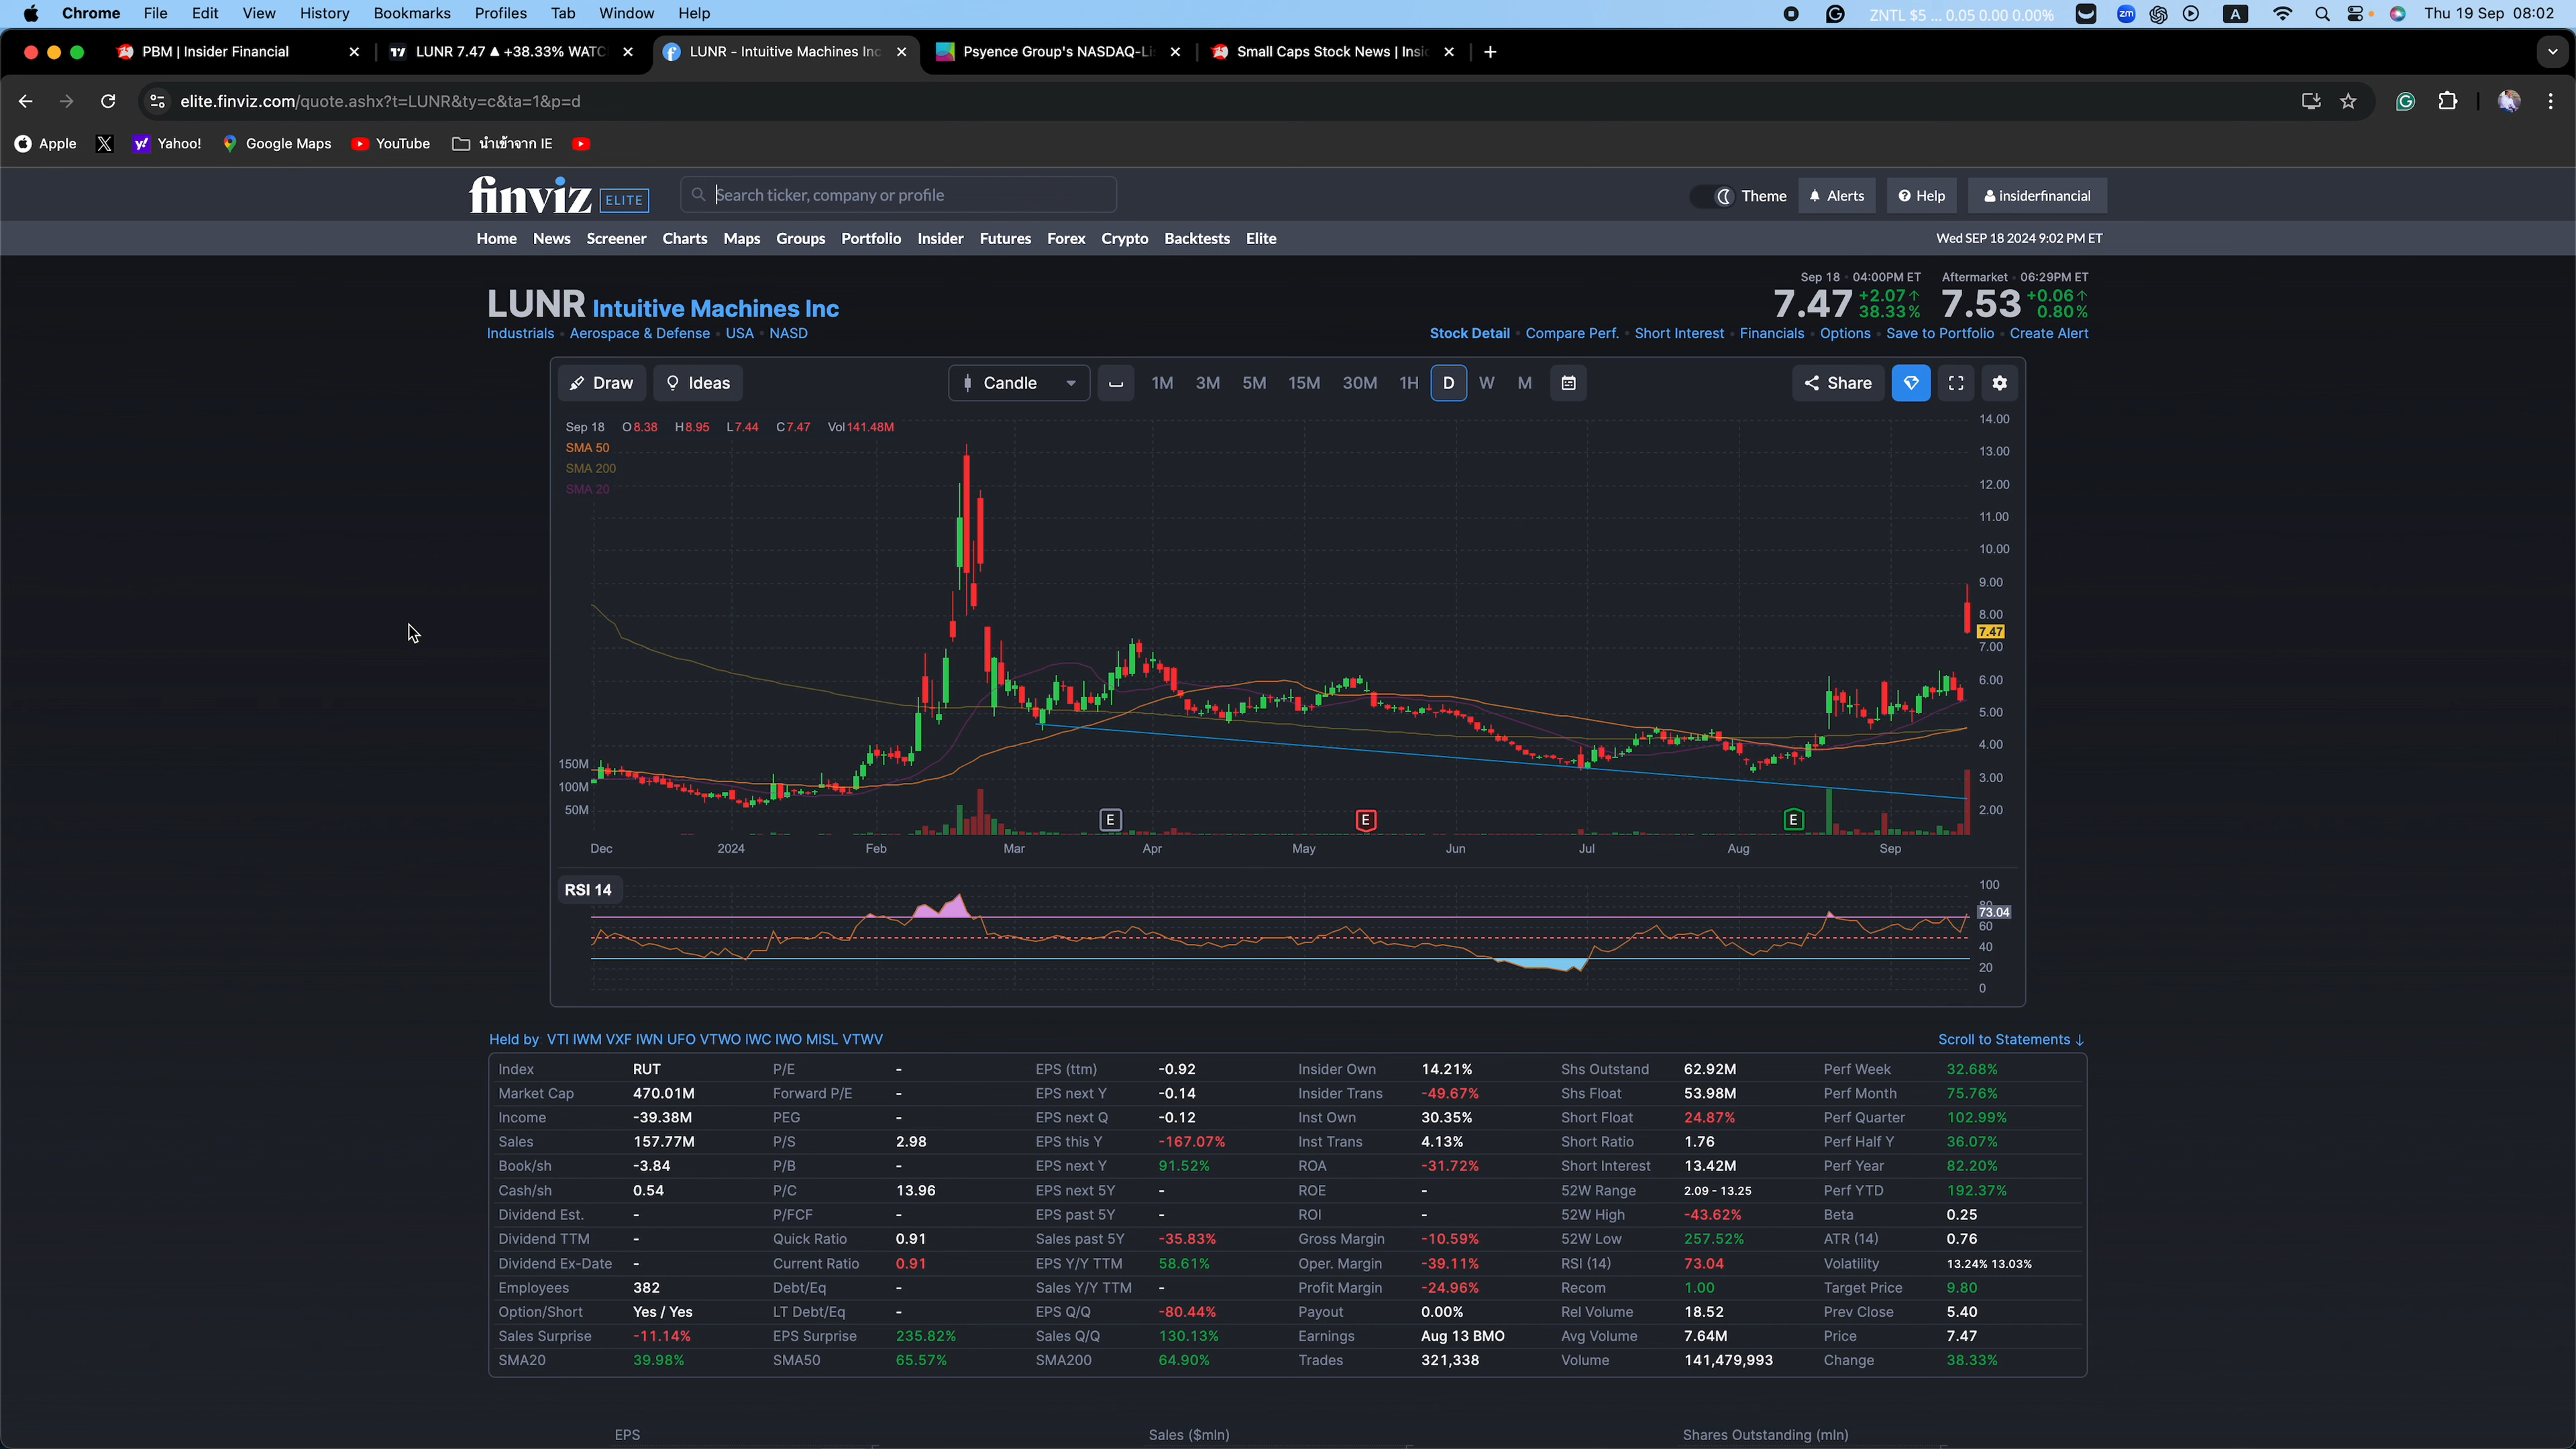 Chrome File Edit View History Bookmarks Profiles Tab Window Help ZNTL $5 ... 0.05 0.00 0.00% zm A Thu 19 Sep 08:02
PBM | Insider Financial LUNR 7.47 ▲ +38.33% WATC LUNR - Intuitive Machines Inc Psyence Group's NASDAQ-Li Small Caps Stock News | Insi
elite.finviz.com/quote.ashx?t=LUNR&ty=c&ta=1&p=d
Apple X Yahoo! Google Maps YouTube นำเข้าจาก IE
finviz ELITE Search ticker, company or profile Theme Alerts Help insiderfinancial
Home News Screener Charts Maps Groups Portfolio Insider Futures Forex Crypto Backtests Elite Wed SEP 18 2024 9:02 PM ET
Sep 18 • 04:00PM ET Aftermarket • 06:29PM ET
LUNR Intuitive Machines Inc 7.47 +2.07↑ 38.33% 7.53 +0.06↑ 0.80%
Industrials • Aerospace & Defense • USA • NASD Stock Detail • Compare Perf. • Short Interest • Financials • Options • Save to Portfolio • Create Alert
Draw Ideas Candle 1M 3M 5M 15M 30M 1H D W M Share
14.00
Sep 18 O8.38 H8.95 L7.44 C7.47 Vol141.48M
SMA 50
13.00
SMA 200
12.00
SMA 20
11.00
10.00
9.00
8.00
7.47
7.00
6.00
5.00
4.00
150M
3.00
100M
50M 2.00
E E E
Dec 2024 Feb Mar Apr May Jun Jul Aug Sep
RSI 14 100
80
73.04
60
40
20
0
Held by VTI IWM VXF IWN UFO VTWO IWC IWO MISL VTWV Scroll to Statements ↓
Index RUT P/E - EPS (ttm) -0.92 Insider Own 14.21% Shs Outstand 62.92M Perf Week 32.68%
Market Cap 470.01M Forward P/E - EPS next Y -0.14 Insider Trans -49.67% Shs Float 53.98M Perf Month 75.76%
Income -39.38M PEG - EPS next Q -0.12 Inst Own 30.35% Short Float 24.87% Perf Quarter 102.99%
Sales 157.77M P/S 2.98 EPS this Y -167.07% Inst Trans 4.13% Short Ratio 1.76 Perf Half Y 36.07%
Book/sh -3.84 P/B - EPS next Y 91.52% ROA -31.72% Short Interest 13.42M Perf Year 82.20%
Cash/sh 0.54 P/C 13.96 EPS next 5Y - ROE - 52W Range 2.09 - 13.25 Perf YTD 192.37%
Dividend Est. - P/FCF - EPS past 5Y - ROI - 52W High -43.62% Beta 0.25
Dividend TTM - Quick Ratio 0.91 Sales past 5Y -35.83% Gross Margin -10.59% 52W Low 257.52% ATR (14) 0.76
Dividend Ex-Date - Current Ratio 0.91 EPS Y/Y TTM 58.61% Oper. Margin -39.11% RSI (14) 73.04 Volatility 13.24% 13.03%
Employees 382 Debt/Eq - Sales Y/Y TTM - Profit Margin -24.96% Recom 1.00 Target Price 9.80
Option/Short Yes / Yes LT Debt/Eq - EPS Q/Q -80.44% Payout 0.00% Rel Volume 18.52 Prev Close 5.40
Sales Surprise -11.14% EPS Surprise 235.82% Sales Q/Q 130.13% Earnings Aug 13 BMO Avg Volume 7.64M Price 7.47
SMA20 39.98% SMA50 65.57% SMA200 64.90% Trades 321,338 Volume 141,479,993 Change 38.33%
EPS Sales ($mln) Shares Outstanding (mln)